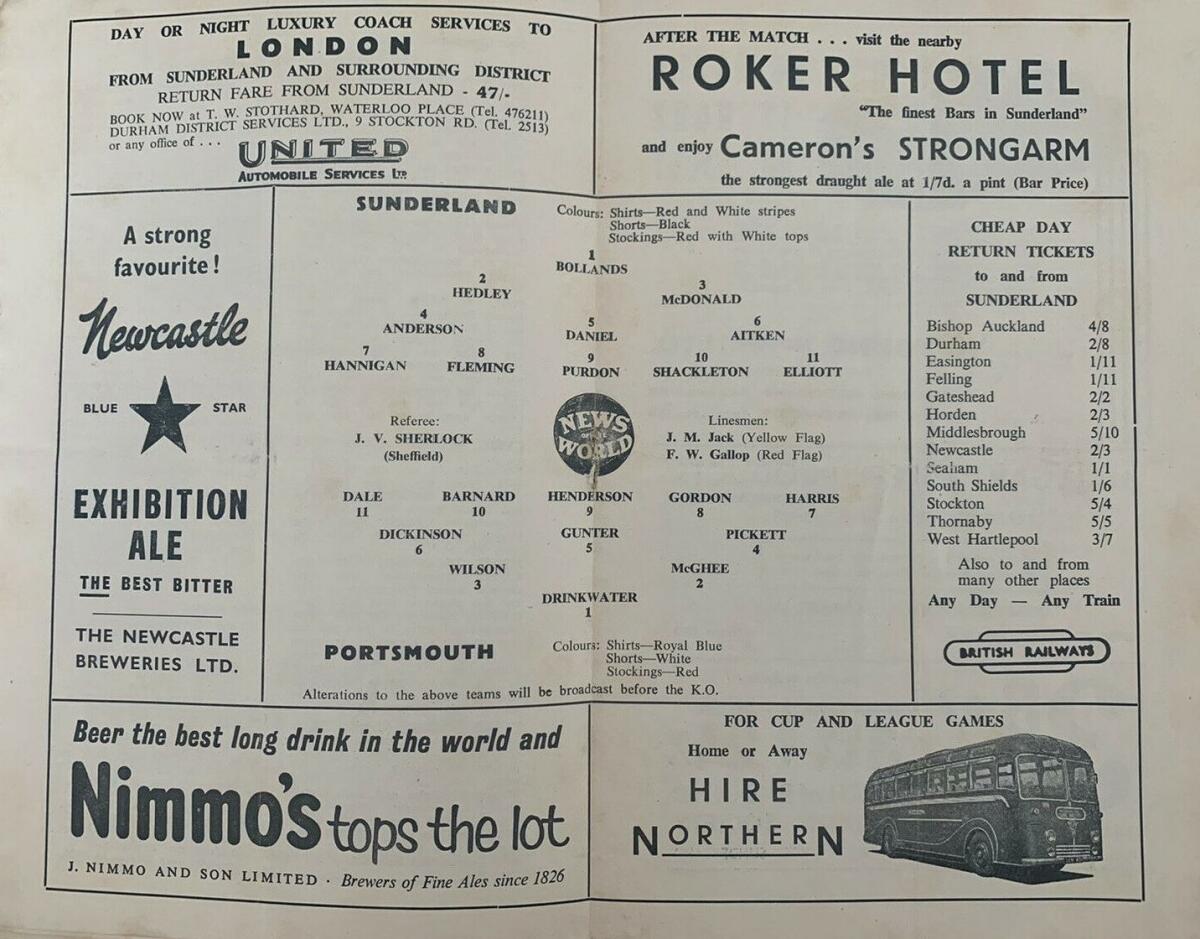 DAY OR NIGHT LUXURY COACH SERVICES TO
LONDON
FROM SUNDERLAND AND SURROUNDING DISTRICT
RETURN FARE FROM SUNDERLAND - 47/-
BOOK NOW at T. W. STOTHARD, WATERLOO PLACE (Tel. 476211)
DURHAM DISTRICT SERVICES LTD., 9 STOCKTON RD. (Tel. 2513)
or any office of . . .
UNITED
AUTOMOBILE SERVICES LTD.
AFTER THE MATCH . . . visit the nearby
ROKER HOTEL
"The finest Bars in Sunderland"
and enjoy Cameron's STRONGARM
the strongest draught ale at 1/7d. a pint (Bar Price)
A strong
favourite!
Newcastle
BLUE STAR
EXHIBITION
ALE
THE BEST BITTER
THE NEWCASTLE
BREWERIES LTD.
SUNDERLAND
Colours: Shirts—Red and White stripes
Shorts—Black
Stockings—Red with White tops
1
BOLLANDS
2 3
HEDLEY McDONALD
4 5 6
ANDERSON DANIEL AITKEN
7 8 9 10 11
HANNIGAN FLEMING PURDON SHACKLETON ELLIOTT
Referee:
J. V. SHERLOCK
(Sheffield)
NEWS
OF THE
WORLD
Linesmen:
J. M. Jack (Yellow Flag)
F. W. Gallop (Red Flag)
DALE BARNARD HENDERSON GORDON HARRIS
11 10 9 8 7
DICKINSON GUNTER PICKETT
6 5 4
WILSON McGHEE
3 2
DRINKWATER
1
PORTSMOUTH
Colours: Shirts—Royal Blue
Shorts—White
Stockings—Red
Alterations to the above teams will be broadcast before the K.O.
CHEAP DAY
RETURN TICKETS
to and from
SUNDERLAND
Bishop Auckland 4/8
Durham 2/8
Easington 1/11
Felling 1/11
Gateshead 2/2
Horden 2/3
Middlesbrough 5/10
Newcastle 2/3
Seaham 1/1
South Shields 1/6
Stockton 5/4
Thornaby 5/5
West Hartlepool 3/7
Also to and from
many other places
Any Day — Any Train
BRITISH RAILWAYS
Beer the best long drink in the world and
Nimmo's tops the lot
J. NIMMO AND SON LIMITED · Brewers of Fine Ales since 1826
FOR CUP AND LEAGUE GAMES
Home or Away
HIRE
NORTHERN